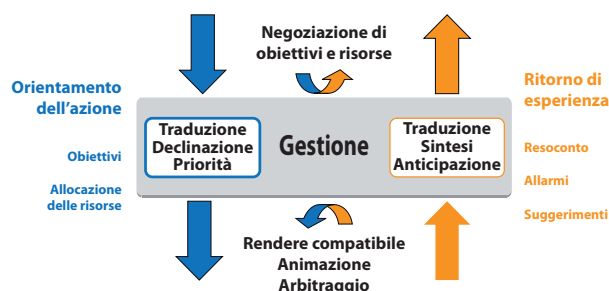 Negoziazione di
obiettivi e risorse
Orientamento
dell'azione
Obiettivi
Allocazione
delle risorse
Traduzione
Declinazione
Priorità
Gestione
Traduzione
Sintesi
Anticipazione
Ritorno di
esperienza
Resoconto
Allarmi
Suggerimenti
Rendere compatibile
Animazione
Arbitraggio